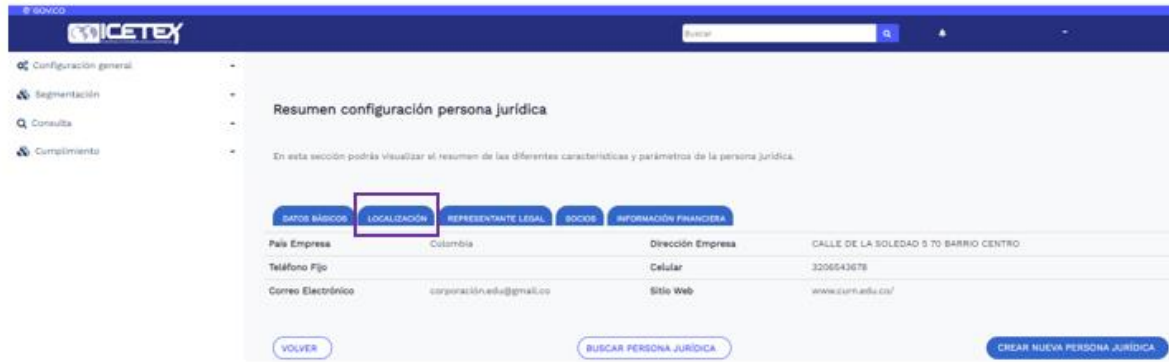 GOV.CO
ICETEX
Buscar
Configuración general
Segmentación
Consulta
Cumplimiento
Resumen configuración persona jurídica
En esta sección podrás visualizar el resumen de las diferentes características y parámetros de la persona jurídica.
DATOS BÁSICOS LOCALIZACIÓN REPRESENTANTE LEGAL SOCIOS INFORMACIÓN FINANCIERA
País Empresa Colombia Dirección Empresa CALLE DE LA SOLEDAD 5 70 BARRIO CENTRO
Teléfono Fijo Celular 3206543678
Correo Electrónico corporación.edu@gmail.co Sitio Web www.curn.edu.co/
VOLVER BUSCAR PERSONA JURÍDICA CREAR NUEVA PERSONA JURÍDICA